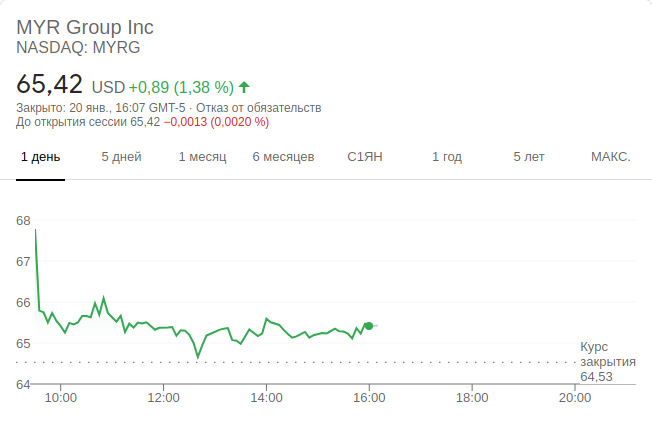 MYR Group Inc
NASDAQ: MYRG
65,42 USD +0,89 (1,38 %)
Закрыто: 20 янв., 16:07 GMT-5 · Отказ от обязательств
До открытия сессии 65,42 −0,0013 (0,0020 %)
1 день 5 дней 1 месяц 6 месяцев С1ЯН 1 год 5 лет МАКС.
68
67
66
65
Курс
закрытия
64,53
64
10:00 12:00 14:00 16:00 18:00 20:00